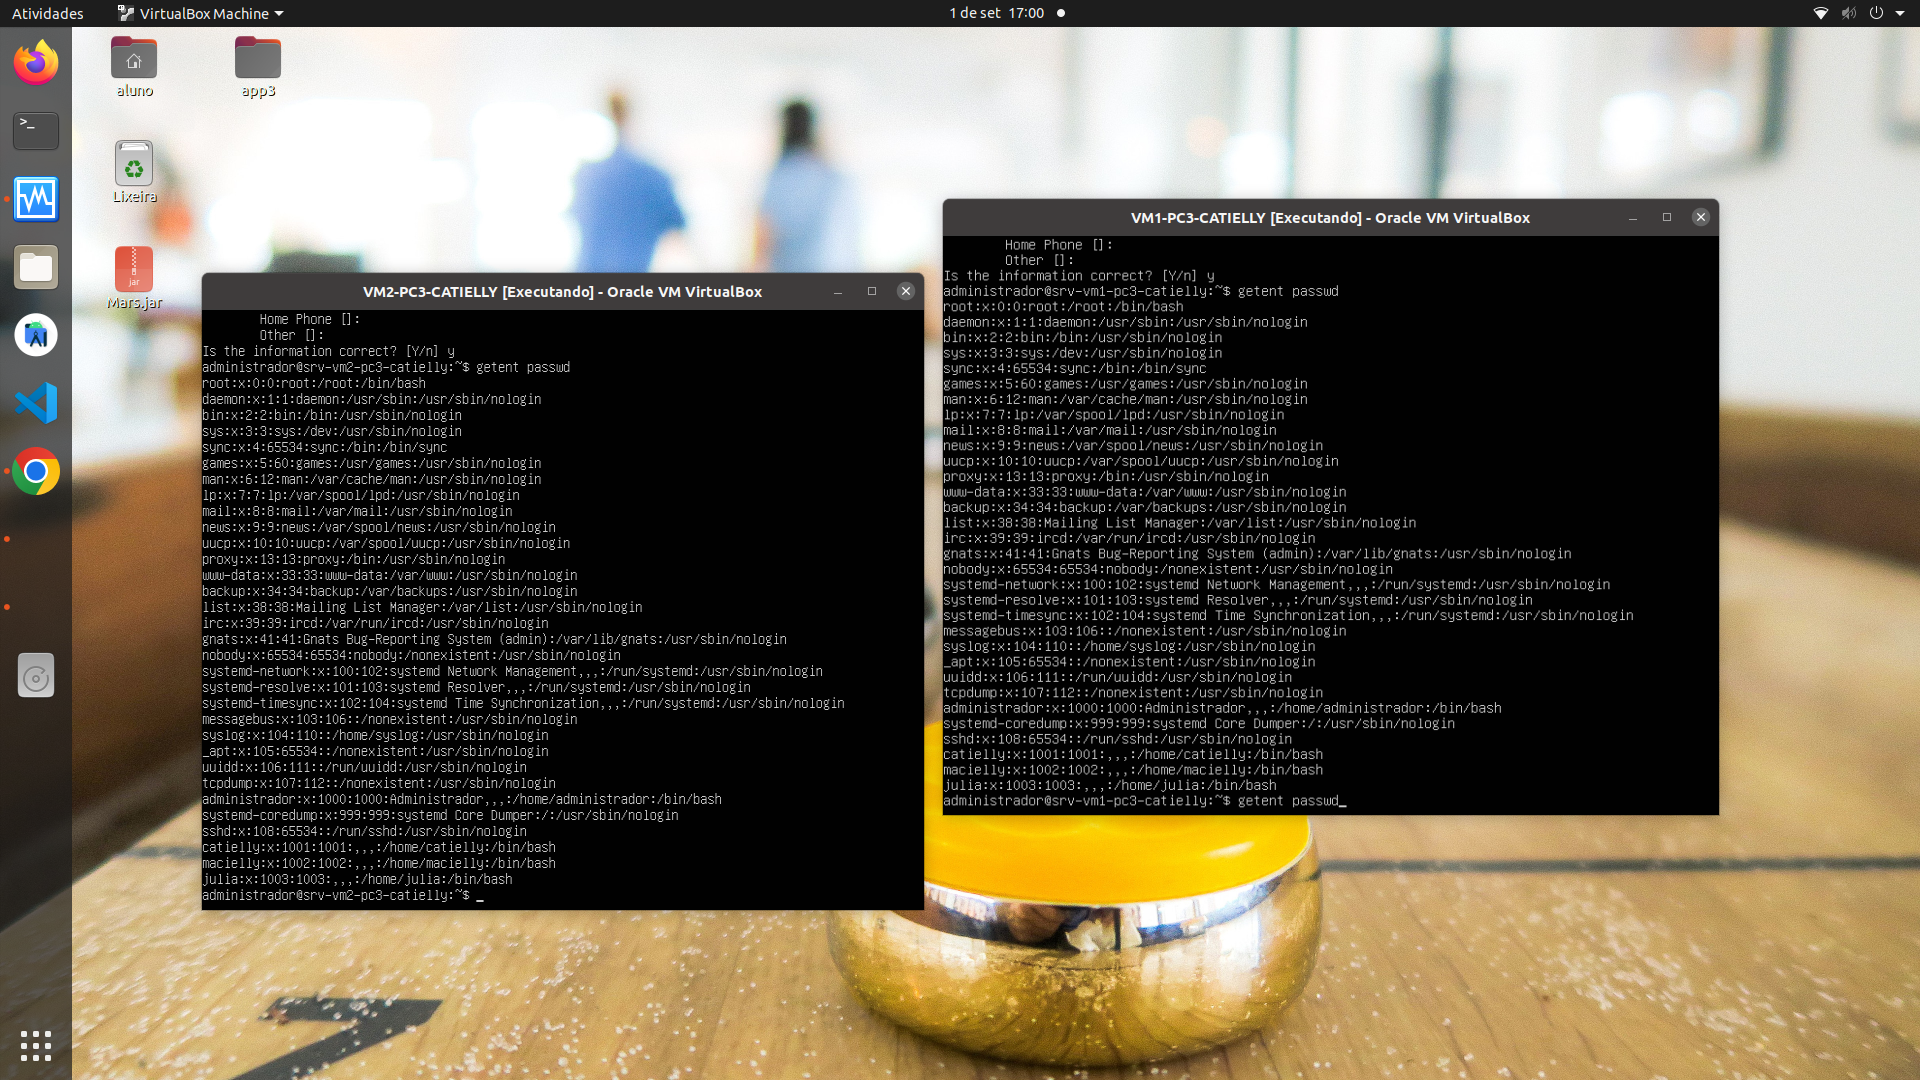 Atividades
VirtualBox Machine
1 de set 17:00
aluno
app3
Lixeira
jar
Mars.jar
VM2-PC3-CATIELLY [Executando] - Oracle VM VirtualBox
Home Phone []:
Other []:
Is the information correct? [Y/n] y
administrador@srv-vm2-pc3-catielly:~$ getent passwd
root:x:0:0:root:/root:/bin/bash
daemon:x:1:1:daemon:/usr/sbin:/usr/sbin/nologin
bin:x:2:2:bin:/bin:/usr/sbin/nologin
sys:x:3:3:sys:/dev:/usr/sbin/nologin
sync:x:4:65534:sync:/bin:/bin/sync
games:x:5:60:games:/usr/games:/usr/sbin/nologin
man:x:6:12:man:/var/cache/man:/usr/sbin/nologin
lp:x:7:7:lp:/var/spool/lpd:/usr/sbin/nologin
mail:x:8:8:mail:/var/mail:/usr/sbin/nologin
news:x:9:9:news:/var/spool/news:/usr/sbin/nologin
uucp:x:10:10:uucp:/var/spool/uucp:/usr/sbin/nologin
proxy:x:13:13:proxy:/bin:/usr/sbin/nologin
www-data:x:33:33:www-data:/var/www:/usr/sbin/nologin
backup:x:34:34:backup:/var/backups:/usr/sbin/nologin
list:x:38:38:Mailing List Manager:/var/list:/usr/sbin/nologin
irc:x:39:39:ircd:/var/run/ircd:/usr/sbin/nologin
gnats:x:41:41:Gnats Bug-Reporting System (admin):/var/lib/gnats:/usr/sbin/nologin
nobody:x:65534:65534:nobody:/nonexistent:/usr/sbin/nologin
systemd-network:x:100:102:systemd Network Management,,,:/run/systemd:/usr/sbin/nologin
systemd-resolve:x:101:103:systemd Resolver,,,:/run/systemd:/usr/sbin/nologin
systemd-timesync:x:102:104:systemd Time Synchronization,,,:/run/systemd:/usr/sbin/nologin
messagebus:x:103:106::/nonexistent:/usr/sbin/nologin
syslog:x:104:110::/home/syslog:/usr/sbin/nologin
_apt:x:105:65534::/nonexistent:/usr/sbin/nologin
uuidd:x:106:111::/run/uuidd:/usr/sbin/nologin
tcpdump:x:107:112::/nonexistent:/usr/sbin/nologin
administrador:x:1000:1000:Administrador,,,:/home/administrador:/bin/bash
systemd-coredump:x:999:999:systemd Core Dumper:/:/usr/sbin/nologin
sshd:x:108:65534::/run/sshd:/usr/sbin/nologin
catielly:x:1001:1001:,,,:/home/catielly:/bin/bash
macielly:x:1002:1002:,,,:/home/macielly:/bin/bash
julia:x:1003:1003:,,,:/home/julia:/bin/bash
administrador@srv-vm2-pc3-catielly:~$ _
VM1-PC3-CATIELLY [Executando] - Oracle VM VirtualBox
Home Phone []:
Other []:
Is the information correct? [Y/n] y
administrador@srv-vm1-pc3-catielly:~$ getent passwd
root:x:0:0:root:/root:/bin/bash
daemon:x:1:1:daemon:/usr/sbin:/usr/sbin/nologin
bin:x:2:2:bin:/bin:/usr/sbin/nologin
sys:x:3:3:sys:/dev:/usr/sbin/nologin
sync:x:4:65534:sync:/bin:/bin/sync
games:x:5:60:games:/usr/games:/usr/sbin/nologin
man:x:6:12:man:/var/cache/man:/usr/sbin/nologin
lp:x:7:7:lp:/var/spool/lpd:/usr/sbin/nologin
mail:x:8:8:mail:/var/mail:/usr/sbin/nologin
news:x:9:9:news:/var/spool/news:/usr/sbin/nologin
uucp:x:10:10:uucp:/var/spool/uucp:/usr/sbin/nologin
proxy:x:13:13:proxy:/bin:/usr/sbin/nologin
www-data:x:33:33:www-data:/var/www:/usr/sbin/nologin
backup:x:34:34:backup:/var/backups:/usr/sbin/nologin
list:x:38:38:Mailing List Manager:/var/list:/usr/sbin/nologin
irc:x:39:39:ircd:/var/run/ircd:/usr/sbin/nologin
gnats:x:41:41:Gnats Bug-Reporting System (admin):/var/lib/gnats:/usr/sbin/nologin
nobody:x:65534:65534:nobody:/nonexistent:/usr/sbin/nologin
systemd-network:x:100:102:systemd Network Management,,,:/run/systemd:/usr/sbin/nologin
systemd-resolve:x:101:103:systemd Resolver,,,:/run/systemd:/usr/sbin/nologin
systemd-timesync:x:102:104:systemd Time Synchronization,,,:/run/systemd:/usr/sbin/nologin
messagebus:x:103:106::/nonexistent:/usr/sbin/nologin
syslog:x:104:110::/home/syslog:/usr/sbin/nologin
_apt:x:105:65534::/nonexistent:/usr/sbin/nologin
uuidd:x:106:111::/run/uuidd:/usr/sbin/nologin
tcpdump:x:107:112::/nonexistent:/usr/sbin/nologin
administrador:x:1000:1000:Administrador,,,:/home/administrador:/bin/bash
systemd-coredump:x:999:999:systemd Core Dumper:/:/usr/sbin/nologin
sshd:x:108:65534::/run/sshd:/usr/sbin/nologin
catielly:x:1001:1001:,,,:/home/catielly:/bin/bash
macielly:x:1002:1002:,,,:/home/macielly:/bin/bash
julia:x:1003:1003:,,,:/home/julia:/bin/bash
administrador@srv-vm1-pc3-catielly:~$ getent passwd_
7